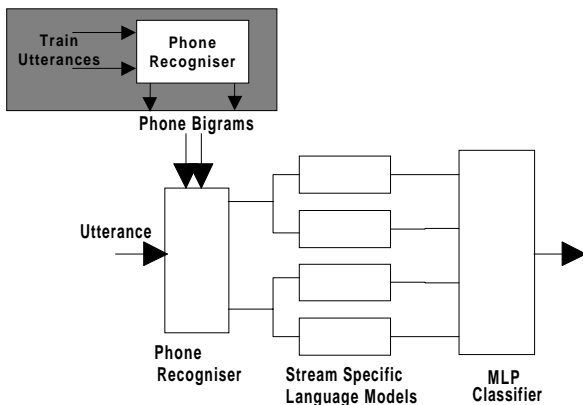 Train
Utterances
Phone
Recogniser
Phone Bigrams
Utterance
Phone
Recogniser
Stream Specific
Language Models
MLP
Classifier